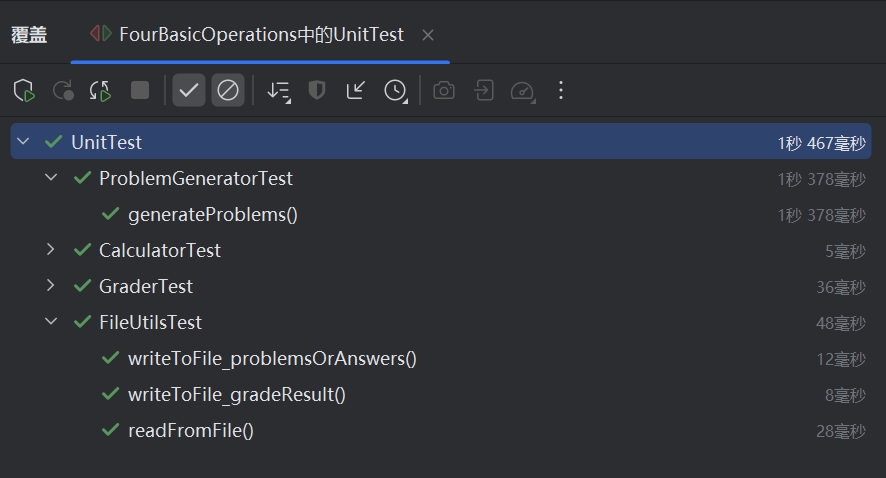 覆盖 FourBasicOperations中的UnitTest
UnitTest 1秒 467毫秒
ProblemGeneratorTest 1秒 378毫秒
generateProblems() 1秒 378毫秒
CalculatorTest 5毫秒
GraderTest 36毫秒
FileUtilsTest 48毫秒
writeToFile_problemsOrAnswers() 12毫秒
writeToFile_gradeResult() 8毫秒
readFromFile() 28毫秒